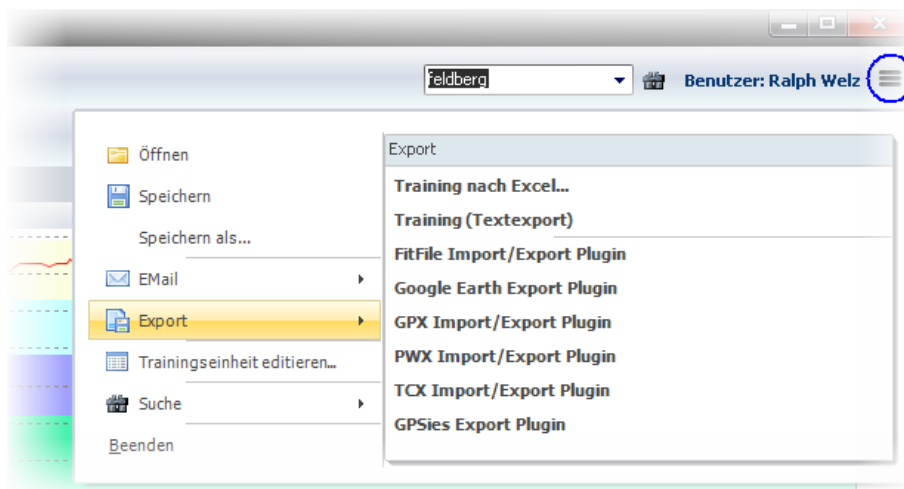 feldberg
Benutzer: Ralph Welz
Öffnen
Speichern
Speichern als...
EMail
Export
Trainingseinheit editieren...
Suche
Beenden
Export
Training nach Excel...
Training (Textexport)
FitFile Import/Export Plugin
Google Earth Export Plugin
GPX Import/Export Plugin
PWX Import/Export Plugin
TCX Import/Export Plugin
GPSies Export Plugin